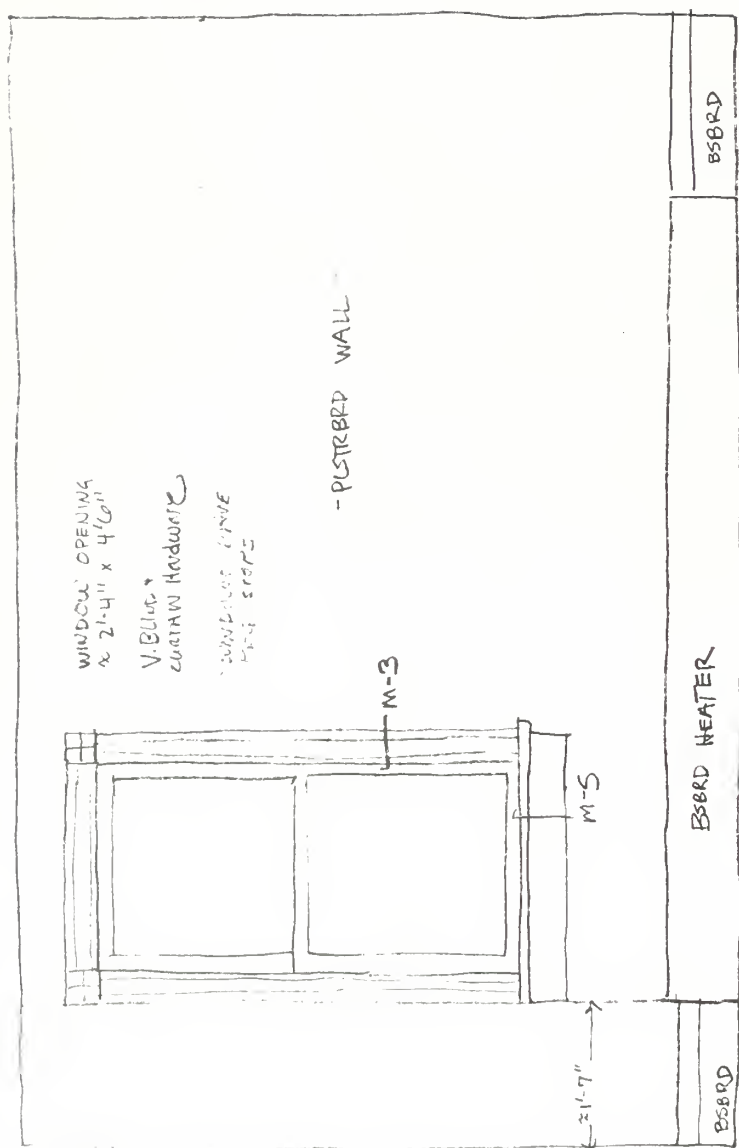 WINDOW OPENING
≈ 2'-4" x 4'6"
V. BLIND &
CURTAIN Hardware
STOPS
-PLSTRBRD WALL
M-3
M-5
≈1'-7"
BSBRD
BSBRD HEATER
BSBRD